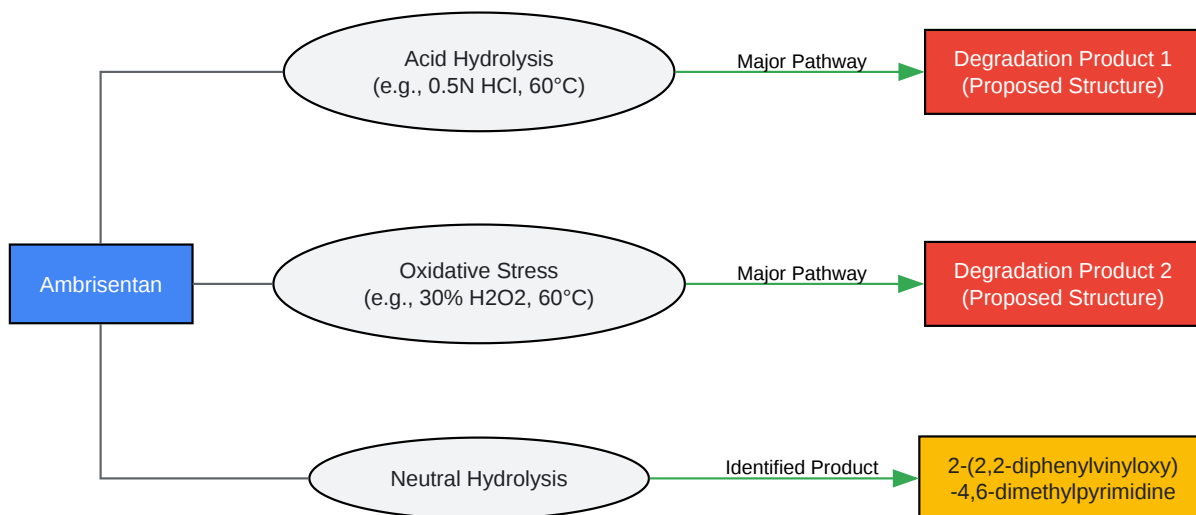 Acid Hydrolysis
(e.g., 0.5N HCl, 60°C)
Major Pathway
Degradation Product 1
(Proposed Structure)
Ambrisentan
Oxidative Stress
(e.g., 30% H2O2, 60°C)
Major Pathway
Degradation Product 2
(Proposed Structure)
Neutral Hydrolysis
Identified Product
2-(2,2-diphenylvinyloxy)
-4,6-dimethylpyrimidine